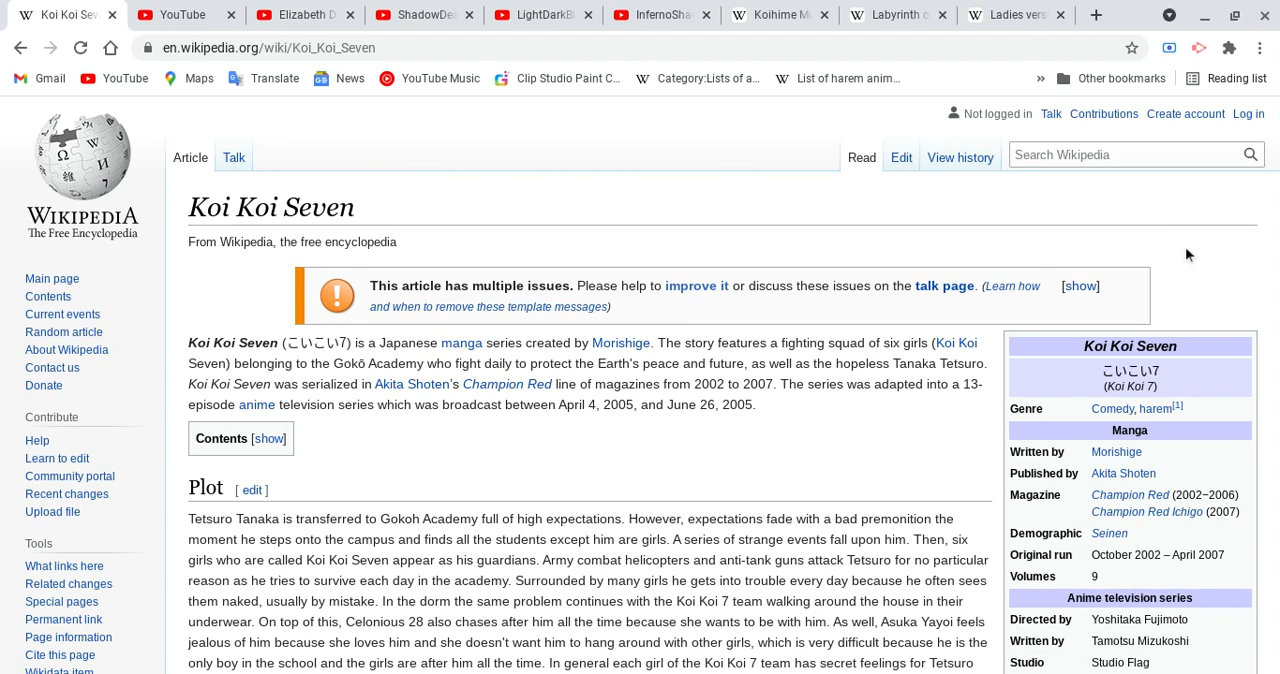 Koi Koi Sev
YouTube
Elizabeth D
ShadowDea
LightDarkB
InfernoSha
Koihime M
Labyrinth o
Ladies vers
en.wikipedia.org/wiki/Koi_Koi_Seven
Gmail
YouTube
Maps
Translate
News
YouTube Music
Clip Studio Paint C...
Category:Lists of a...
List of harem anim...
»
Other bookmarks
Reading list
Not logged in Talk Contributions Create account Log in
Article Talk
Read Edit View history
Search Wikipedia
WIKIPEDIA
The Free Encyclopedia
Main page
Contents
Current events
Random article
About Wikipedia
Contact us
Donate
Contribute
Help
Learn to edit
Community portal
Recent changes
Upload file
Tools
What links here
Related changes
Special pages
Permanent link
Page information
Cite this page
Wikidata item
Koi Koi Seven
From Wikipedia, the free encyclopedia
This article has multiple issues. Please help to improve it or discuss these issues on the talk page. (Learn how [show]
and when to remove these template messages)
Koi Koi Seven (こいこい7) is a Japanese manga series created by Morishige. The story features a fighting squad of six girls (Koi Koi
Seven) belonging to the Gokō Academy who fight daily to protect the Earth's peace and future, as well as the hopeless Tanaka Tetsuro.
Koi Koi Seven was serialized in Akita Shoten's Champion Red line of magazines from 2002 to 2007. The series was adapted into a 13-
episode anime television series which was broadcast between April 4, 2005, and June 26, 2005.
Contents [show]
Plot [ edit ]
Tetsuro Tanaka is transferred to Gokoh Academy full of high expectations. However, expectations fade with a bad premonition the
moment he steps onto the campus and finds all the students except him are girls. A series of strange events fall upon him. Then, six
girls who are called Koi Koi Seven appear as his guardians. Army combat helicopters and anti-tank guns attack Tetsuro for no particular
reason as he tries to survive each day in the academy. Surrounded by many girls he gets into trouble every day because he often sees
them naked, usually by mistake. In the dorm the same problem continues with the Koi Koi 7 team walking around the house in their
underwear. On top of this, Celonious 28 also chases after him all the time because she wants to be with him. As well, Asuka Yayoi feels
jealous of him because she loves him and she doesn't want him to hang around with other girls, which is very difficult because he is the
only boy in the school and the girls are after him all the time. In general each girl of the Koi Koi 7 team has secret feelings for Tetsuro
Koi Koi Seven
こいこい7
(Koi Koi 7)
Genre Comedy, harem[1]
Manga
Written by Morishige
Published by Akita Shoten
Magazine Champion Red (2002−2006)
Champion Red Ichigo (2007)
Demographic Seinen
Original run October 2002 – April 2007
Volumes 9
Anime television series
Directed by Yoshitaka Fujimoto
Written by Tamotsu Mizukoshi
Studio Studio Flag